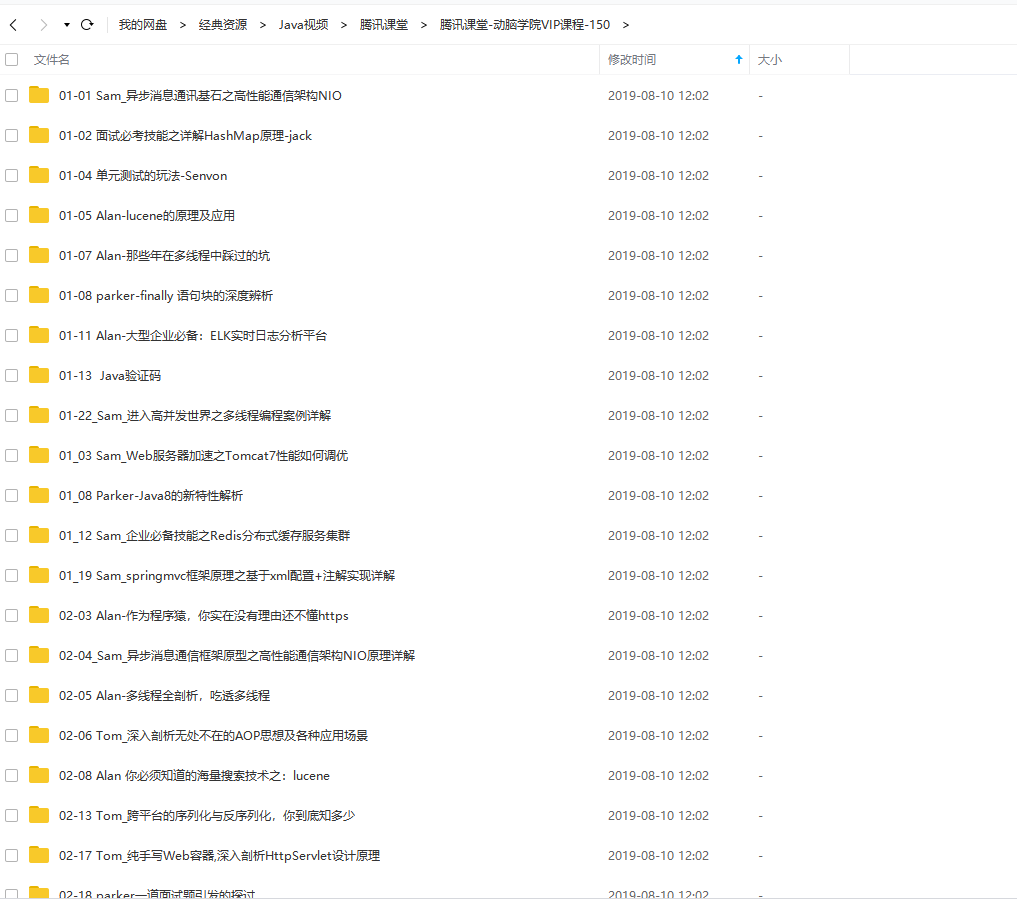 我的网盘 > 经典资源 > Java视频 > 腾讯课堂 > 腾讯课堂-动脑学院VIP课程-150 >
文件名 修改时间 大小
01-01 Sam_异步消息通讯基石之高性能通信架构NIO 2019-08-10 12:02 -
01-02 面试必考技能之详解HashMap原理-jack 2019-08-10 12:02 -
01-04 单元测试的玩法-Senvon 2019-08-10 12:02 -
01-05 Alan-lucene的原理及应用 2019-08-10 12:02 -
01-07 Alan-那些年在多线程中踩过的坑 2019-08-10 12:02 -
01-08 parker-finally 语句块的深度辨析 2019-08-10 12:02 -
01-11 Alan-大型企业必备：ELK实时日志分析平台 2019-08-10 12:02 -
01-13  Java验证码 2019-08-10 12:02 -
01-22_Sam_进入高并发世界之多线程编程案例详解 2019-08-10 12:02 -
01_03 Sam_Web服务器加速之Tomcat7性能如何调优 2019-08-10 12:02 -
01_08 Parker-Java8的新特性解析 2019-08-10 12:02 -
01_12 Sam_企业必备技能之Redis分布式缓存服务集群 2019-08-10 12:02 -
01_19 Sam_springmvc框架原理之基于xml配置+注解实现详解 2019-08-10 12:02 -
02-03 Alan-作为程序猿，你实在没有理由还不懂https 2019-08-10 12:02 -
02-04_Sam_异步消息通信框架原型之高性能通信架构NIO原理详解 2019-08-10 12:02 -
02-05 Alan-多线程全剖析，吃透多线程 2019-08-10 12:02 -
02-06 Tom_深入剖析无处不在的AOP思想及各种应用场景 2019-08-10 12:02 -
02-08 Alan 你必须知道的海量搜索技术之：lucene 2019-08-10 12:02 -
02-13 Tom_跨平台的序列化与反序列化，你到底知多少 2019-08-10 12:02 -
02-17 Tom_纯手写Web容器,深入剖析HttpServlet设计原理 2019-08-10 12:02 -
02-18 parker一道面试题引发的探讨 2019-08-10 12:02 -